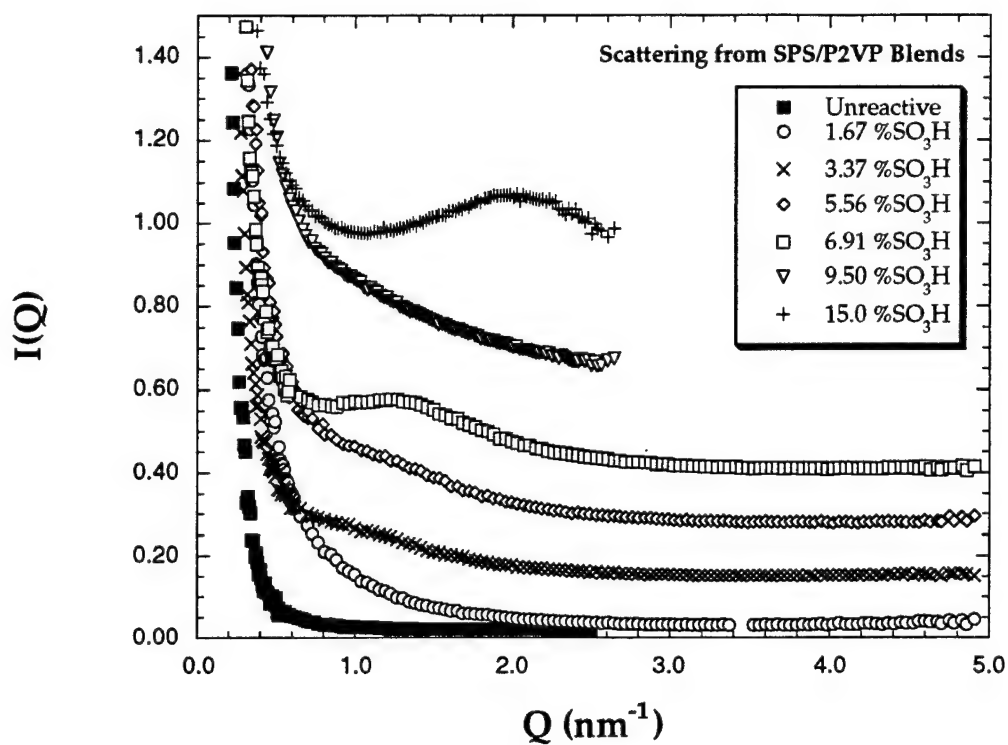 Scattering from SPS/P2VP Blends
Unreactive
1.67 %SO₃H
3.37 %SO₃H
5.56 %SO₃H
6.91 %SO₃H
9.50 %SO₃H
15.0 %SO₃H
I(Q)
1.40
1.20
1.00
0.80
0.60
0.40
0.20
0.00
0.0 1.0 2.0 3.0 4.0 5.0
Q (nm⁻¹)